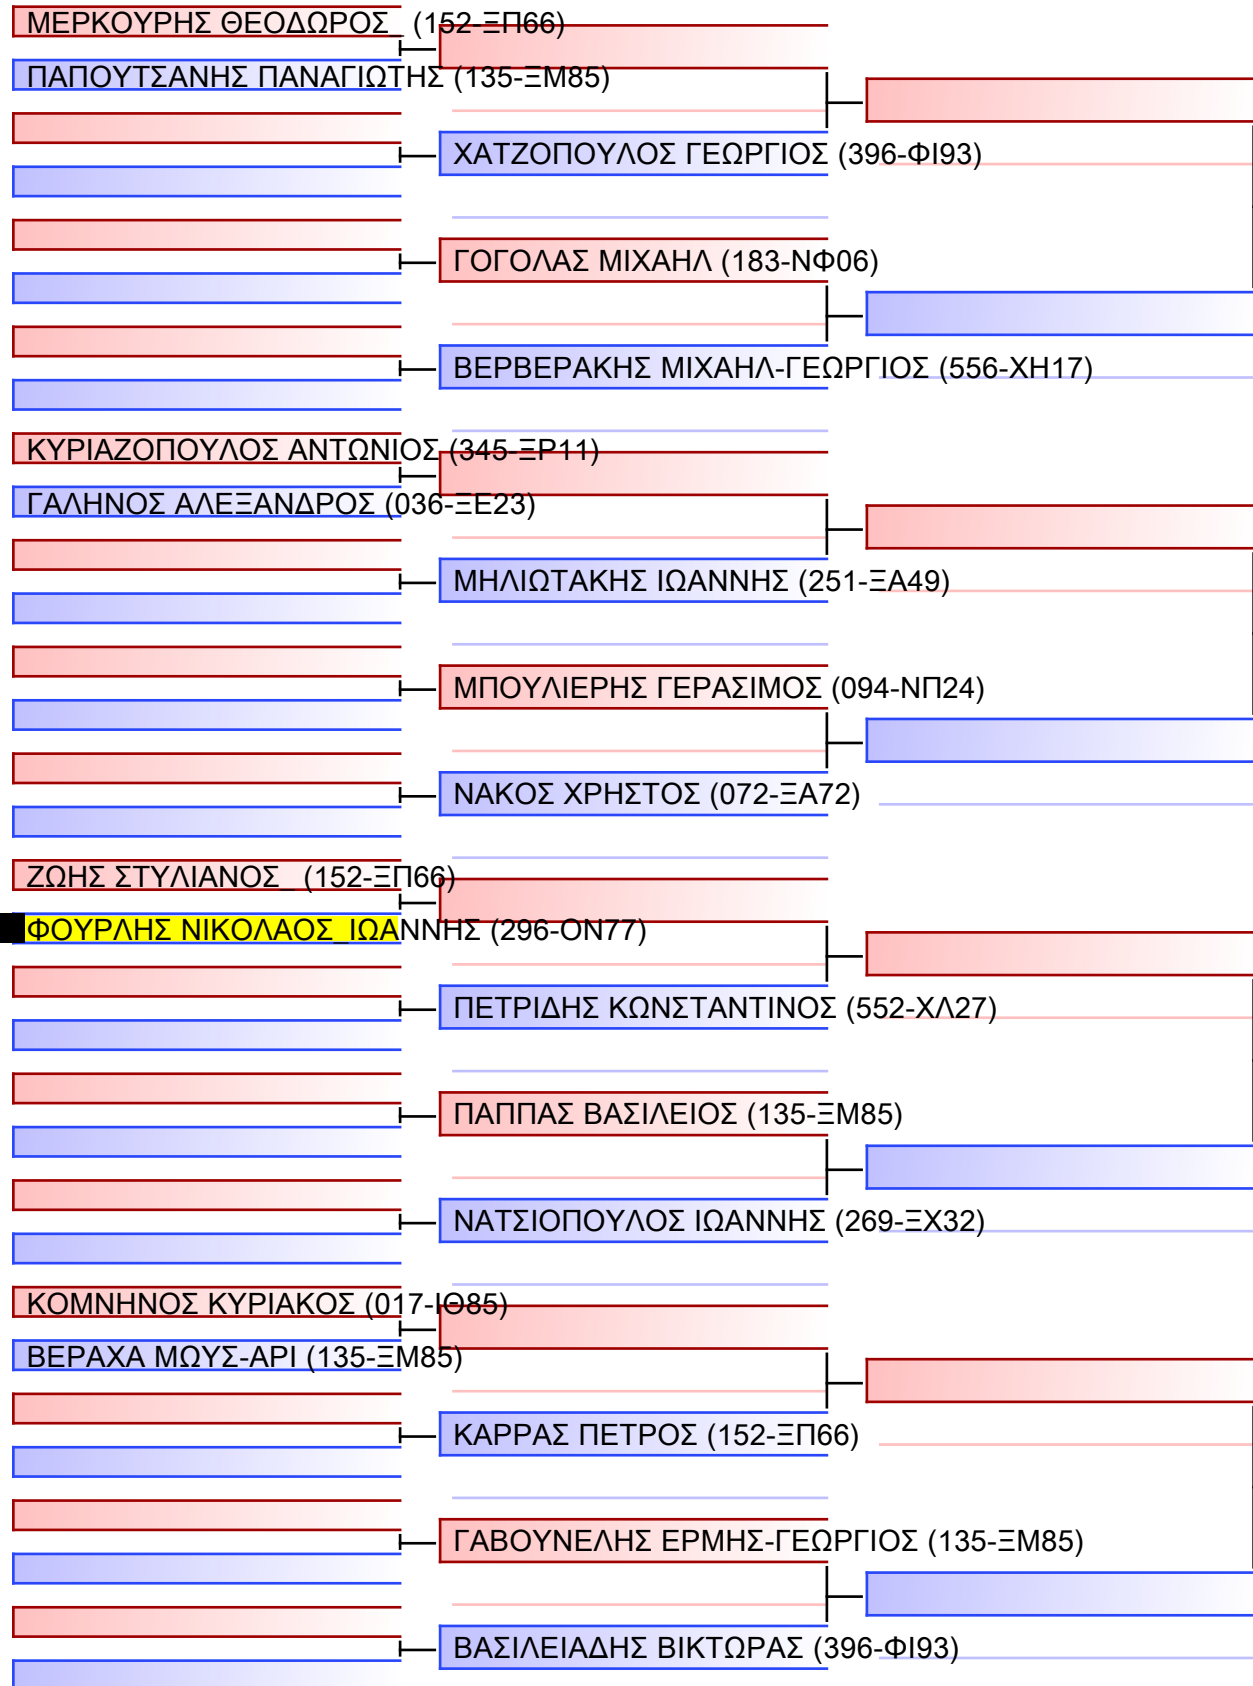 ΜΕΡΚΟΥΡΗΣ ΘΕΟΔΩΡΟΣ_ (152-ΞΠ66)
ΠΑΠΟΥΤΣΑΝΗΣ ΠΑΝΑΓΙΩΤΗΣ (135-ΞΜ85)
ΧΑΤΖΟΠΟΥΛΟΣ ΓΕΩΡΓΙΟΣ (396-ΦΙ93)
ΓΟΓΟΛΑΣ ΜΙΧΑΗΛ (183-ΝΦ06)
ΒΕΡΒΕΡΑΚΗΣ ΜΙΧΑΗΛ-ΓΕΩΡΓΙΟΣ (556-ΧΗ17)
ΚΥΡΙΑΖΟΠΟΥΛΟΣ ΑΝΤΩΝΙΟΣ (345-ΞΡ11)
ΓΑΛΗΝΟΣ ΑΛΕΞΑΝΔΡΟΣ (036-ΞΕ23)
ΜΗΛΙΩΤΑΚΗΣ ΙΩΑΝΝΗΣ (251-ΞΑ49)
ΜΠΟΥΛΙΕΡΗΣ ΓΕΡΑΣΙΜΟΣ (094-ΝΠ24)
ΝΑΚΟΣ ΧΡΗΣΤΟΣ (072-ΞΑ72)
ΖΩΗΣ ΣΤΥΛΙΑΝΟΣ_ (152-ΞΠ66)
ΦΟΥΡΛΗΣ ΝΙΚΟΛΑΟΣ_ΙΩΑΝΝΗΣ (296-ΟΝ77)
ΠΕΤΡΙΔΗΣ ΚΩΝΣΤΑΝΤΙΝΟΣ (552-ΧΛ27)
ΠΑΠΠΑΣ ΒΑΣΙΛΕΙΟΣ (135-ΞΜ85)
ΝΑΤΣΙΟΠΟΥΛΟΣ ΙΩΑΝΝΗΣ (269-ΞΧ32)
ΚΟΜΝΗΝΟΣ ΚΥΡΙΑΚΟΣ (017-ΙΘ85)
ΒΕΡΑΧΑ ΜΩΥΣ-ΑΡΙ (135-ΞΜ85)
ΚΑΡΡΑΣ ΠΕΤΡΟΣ (152-ΞΠ66)
ΓΑΒΟΥΝΕΛΗΣ ΕΡΜΗΣ-ΓΕΩΡΓΙΟΣ (135-ΞΜ85)
ΒΑΣΙΛΕΙΑΔΗΣ ΒΙΚΤΩΡΑΣ (396-ΦΙ93)